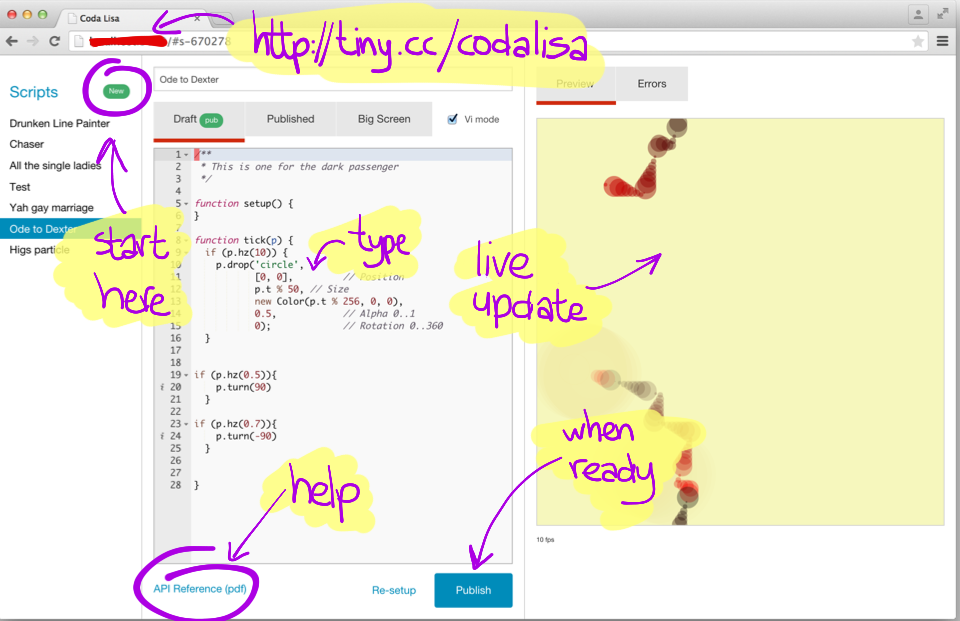 Coda Lisa
/#s-670278
http://tiny.cc/codalisa
Scripts
New
Drunken Line Painter
Chaser
All the single ladies
Test
Yah gay marriage
Ode to Dexter
Higs particle
start
here
Ode to Dexter
Draft pub
Published
Big Screen
Vi mode
1 /**
2 * This is one for the dark passenger
3 */
4
5 function setup() {
6 }
7
8 function tick(p) {
9 if (p.hz(10)) {
10 p.drop('circle',
11 [0, 0], // Position
12 p.t % 50, // Size
13 new Color(p.t % 256, 0, 0),
14 0.5, // Alpha 0..1
15 0); // Rotation 0..360
16 }
17
18
19 if (p.hz(0.5)){
i 20 p.turn(90)
21 }
22
23 if (p.hz(0.7)){
i 24 p.turn(-90)
25 }
26
27
28 }
type
help
API Reference (pdf)
Re-setup
Publish
Preview
Errors
live
update
when
ready
10 fps